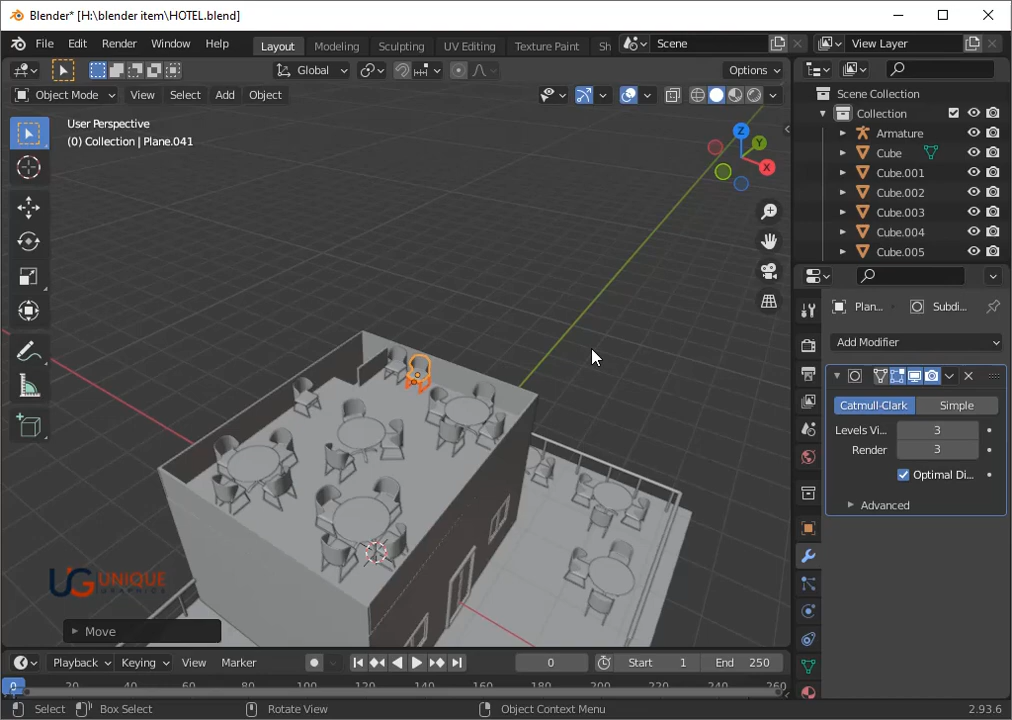 Blender* [H:\blender item\HOTEL.blend]
File Edit Render Window Help Layout Modeling Sculpting UV Editing Texture Paint Sh Scene View Layer
Global Options
Object Mode View Select Add Object
User Perspective
(0) Collection | Plane.041
Z
Y
X
Scene Collection
Collection
Armature
Cube
Cube.001
Cube.002
Cube.003
Cube.004
Cube.005
Plan... Subdi...
Add Modifier
Catmull-Clark Simple
Levels Vi... 3
Render 3
Optimal Di...
Advanced
UG UNIQUE
GRAPHICS
Move
Playback Keying View Marker 0 Start 1 End 250
0 20 40 60 80 100 120 140 160 180 200 220 240 260
Select Box Select Rotate View Object Context Menu 2.93.6